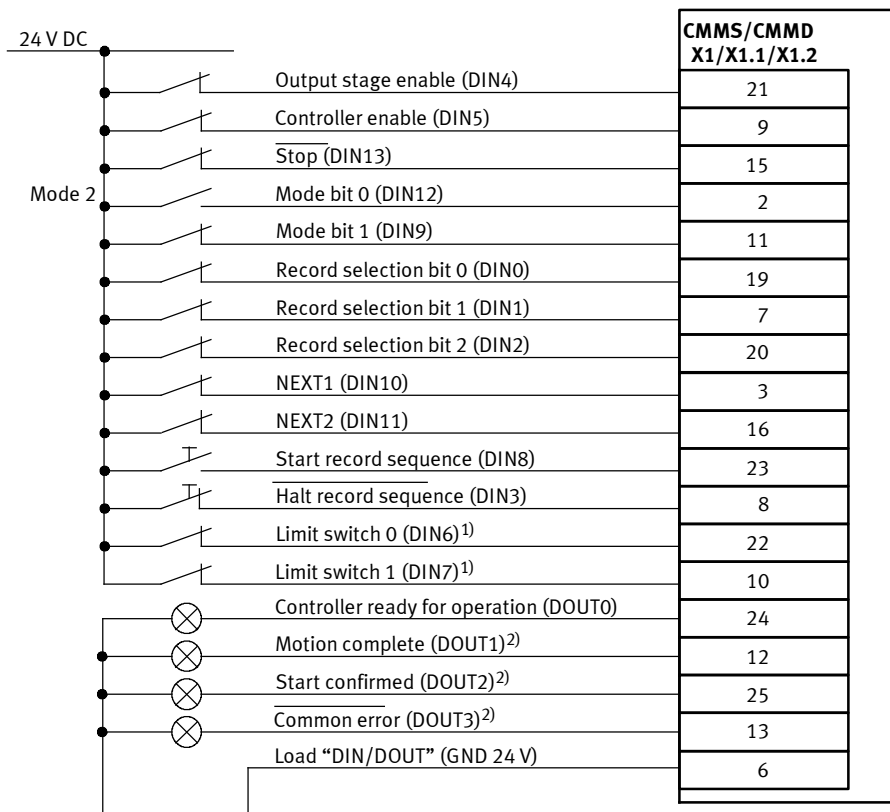 CMMS/CMMD
24 V DC
X1/X1.1/X1.2
Output stage enable (DIN4) 21
Controller enable (DIN5) 9
Stop (DIN13) 15
Mode 2 Mode bit 0 (DIN12) 2
Mode bit 1 (DIN9) 11
Record selection bit 0 (DIN0) 19
Record selection bit 1 (DIN1) 7
Record selection bit 2 (DIN2) 20
NEXT1 (DIN10) 3
NEXT2 (DIN11) 16
Start record sequence (DIN8) 23
Halt record sequence (DIN3) 8
Limit switch 0 (DIN6)1) 22
Limit switch 1 (DIN7)1) 10
Controller ready for operation (DOUT0) 24
Motion complete (DOUT1)2) 12
Start confirmed (DOUT2)2) 25
Common error (DOUT3)2) 13
Load “DIN/DOUT” (GND 24 V) 6